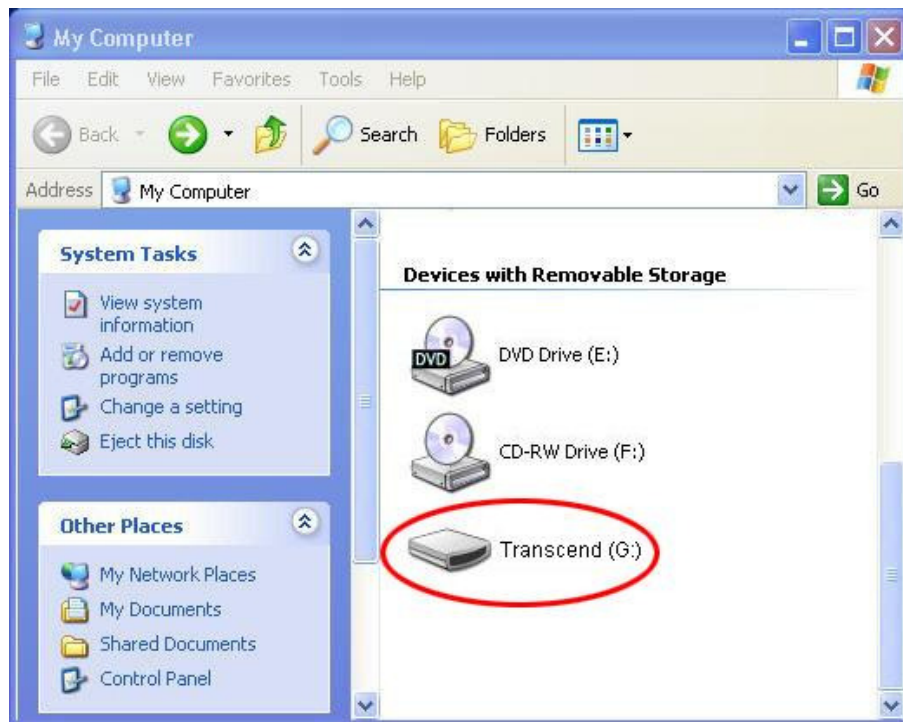 My Computer
File Edit View Favorites Tools Help
Back Search Folders
Address My Computer Go
System Tasks
View system
information
Add or remove
programs
Change a setting
Eject this disk
Other Places
My Network Places
My Documents
Shared Documents
Control Panel
Devices with Removable Storage
DVD DVD Drive (E:)
CD-RW Drive (F:)
Transcend (G:)